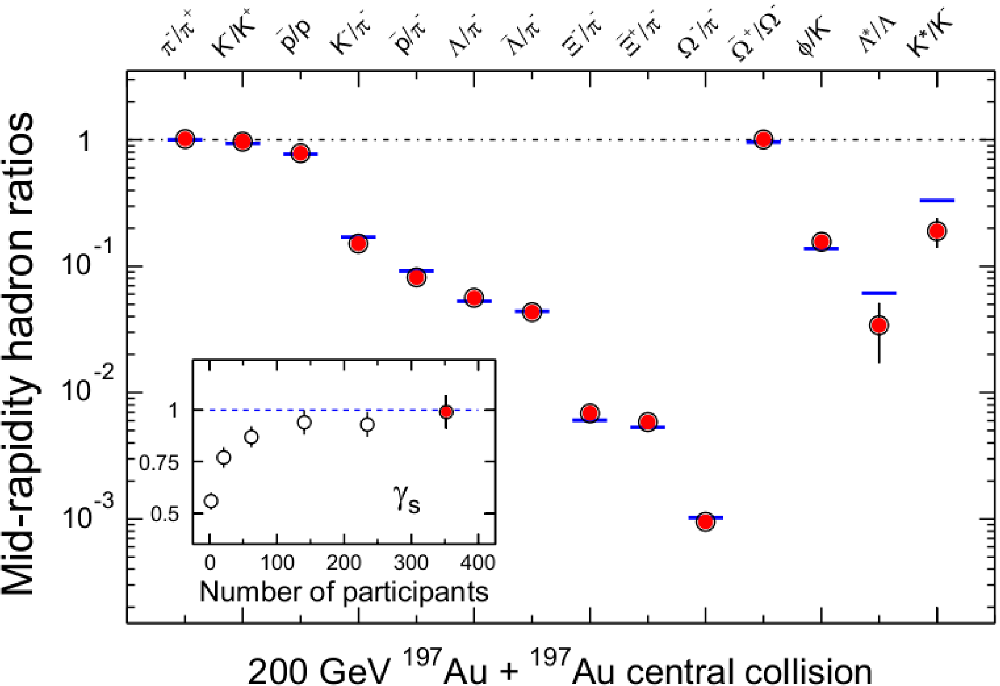 π⁻/π⁺ K⁻/K⁺ p̄/p K⁻/π⁻ p̄/π⁻ Λ/π⁻ Λ̄/π⁻ Ξ⁻/π⁻ Ξ̄⁺/π⁻ Ω⁻/π⁻ Ω̄⁺/Ω⁻ ϕ/K⁻ Λ*/Λ K*/K⁻
Mid-rapidity hadron ratios
1
10⁻¹
10⁻²
10⁻³
1
0.75
0.5
γₛ
0 100 200 300 400
Number of participants
200 GeV ¹⁹⁷Au + ¹⁹⁷Au central collision